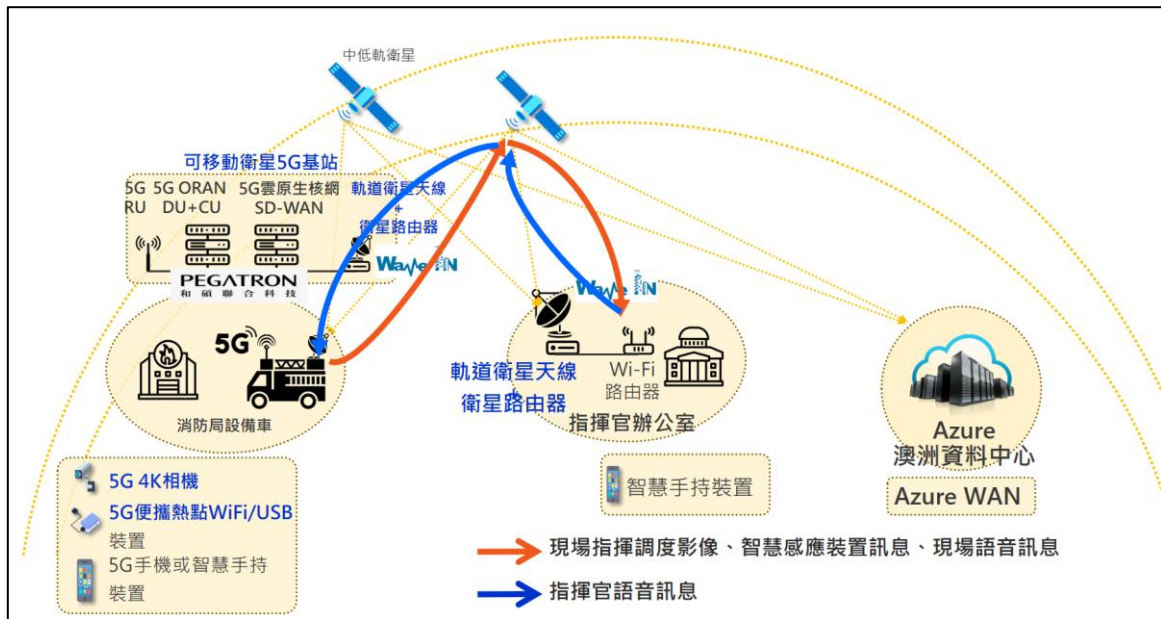 中低軌衛星
可移動衛星5G基站
5G
RU
5G ORAN
DU+CU
5G雲原生核網
SD-WAN
軌道衛星天線
+
衛星路由器
PEGATRON
和碩聯合科技
WaveIN
5G
消防局設備車
WaveIN
軌道衛星天線
衛星路由器
Wi-Fi
路由器
指揮官辦公室
Azure
澳洲資料中心
Azure WAN
5G 4K相機
5G便攜熱點WiFi/USB
裝置
5G手機或智慧手持
裝置
智慧手持裝置
現場指揮調度影像、智慧感應裝置訊息、現場語音訊息
指揮官語音訊息